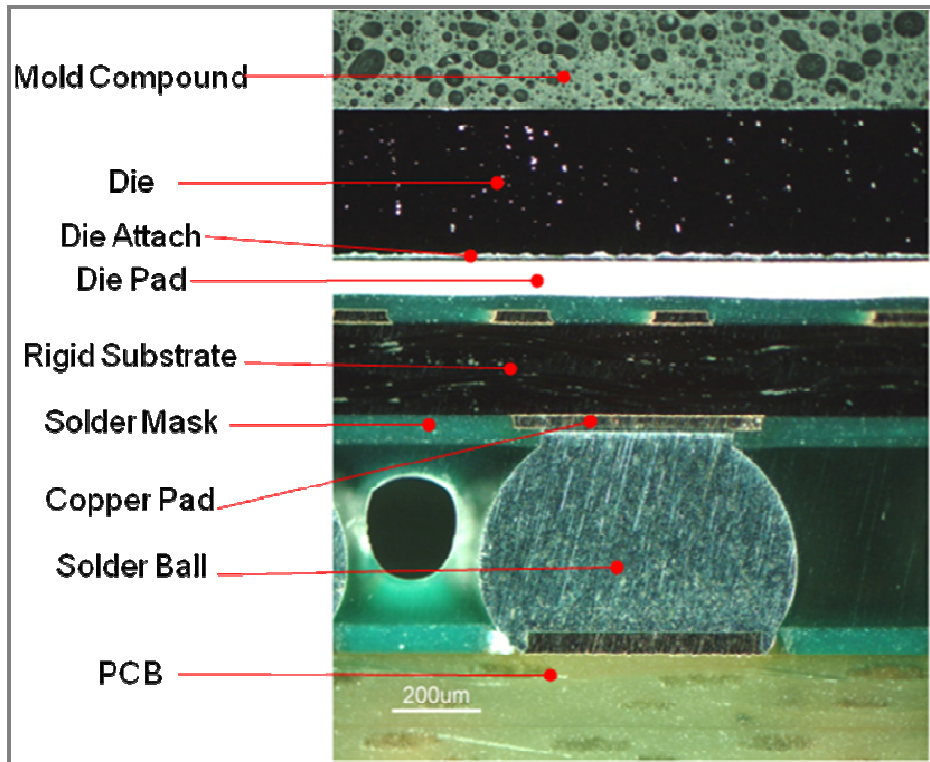 Mold Compound
Die
Die Attach
Die Pad
Rigid Substrate
Solder Mask
Copper Pad
Solder Ball
PCB
200um